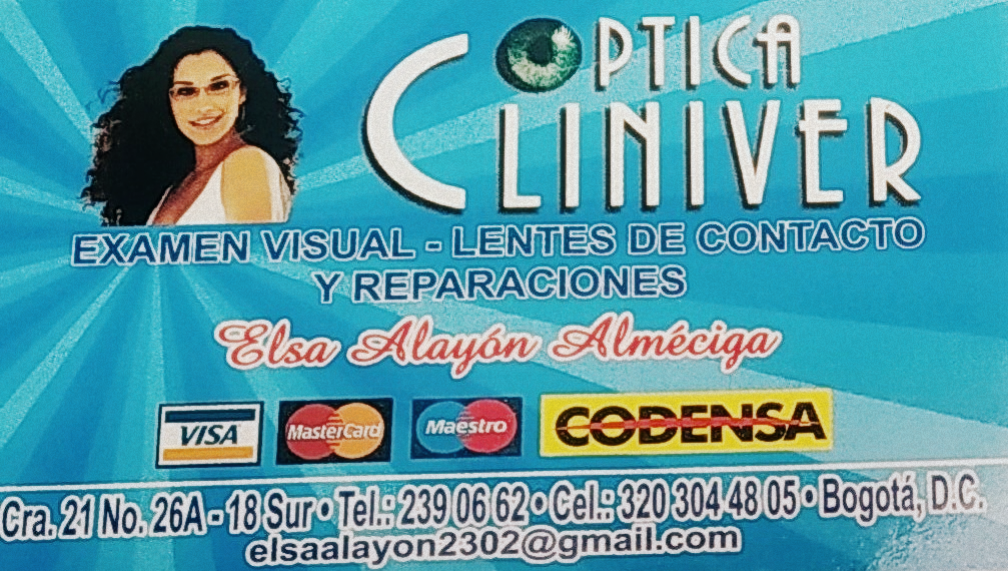 OPTICA
CLINIVER
EXAMEN VISUAL - LENTES DE CONTACTO
Y REPARACIONES
Elsa Alayón Alméciga
VISA MasterCard Maestro CODENSA
Cra. 21 No. 26A - 18 Sur • Tel.: 239 06 62 • Cel.: 320 304 48 05 • Bogotá, D.C.
elsaalayon2302@gmail.com